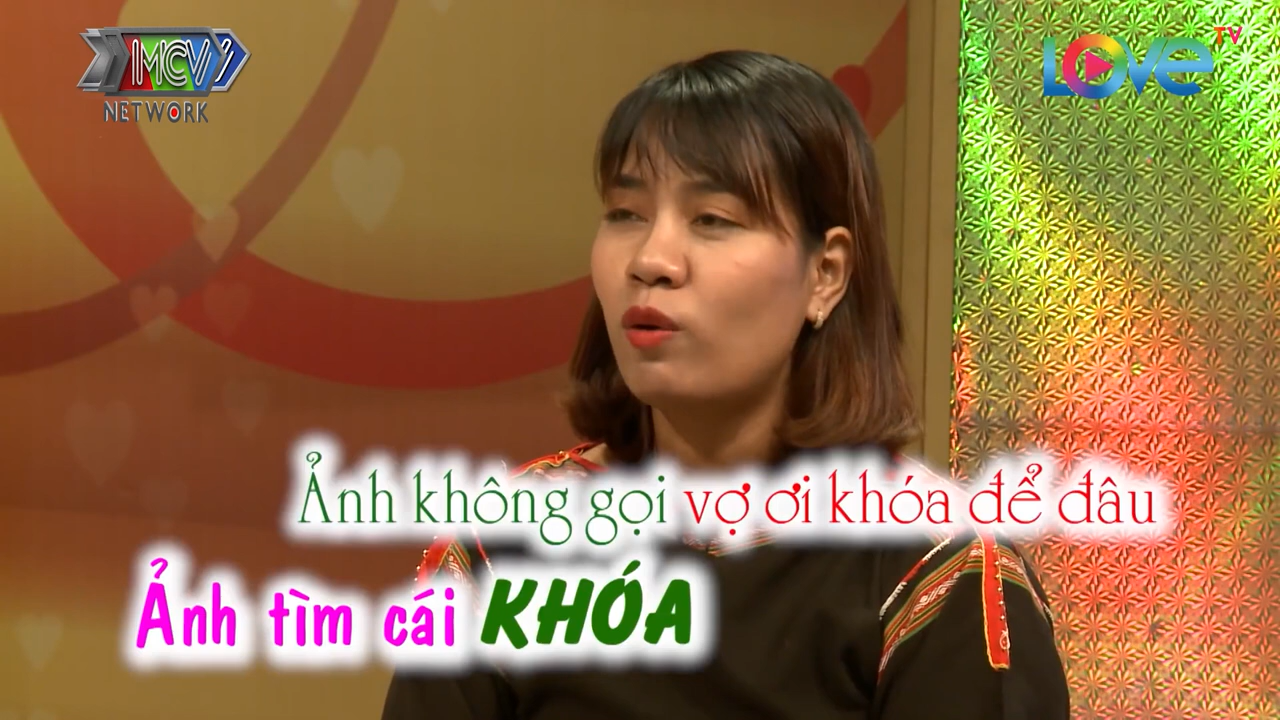 MCV
NETWORK
LOVE TV
Ảnh không gọi vợ ơi khóa để đâu
Ảnh tìm cái KHÓA